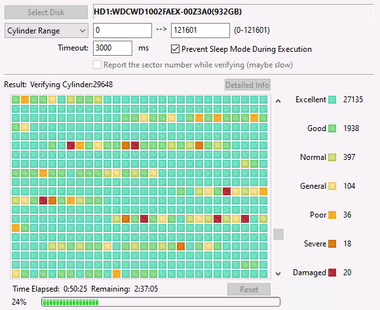 Select Disk HD1:WDCWD1002FAEX-00Z3A0(932GB)
Cylinder Range 0 --> 121601 (0-121601)
Timeout: 3000 ms Prevent Sleep Mode During Execution
Report the sector number while verifying (maybe slow)
Result: Verifying Cylinder:29648 Detailed Info
Excellent 27135
Good 1938
Normal 397
General 104
Poor 36
Severe 18
Damaged 20
Time Elapsed: 0:50:25 Remaining: 2:37:05 Reset
24%